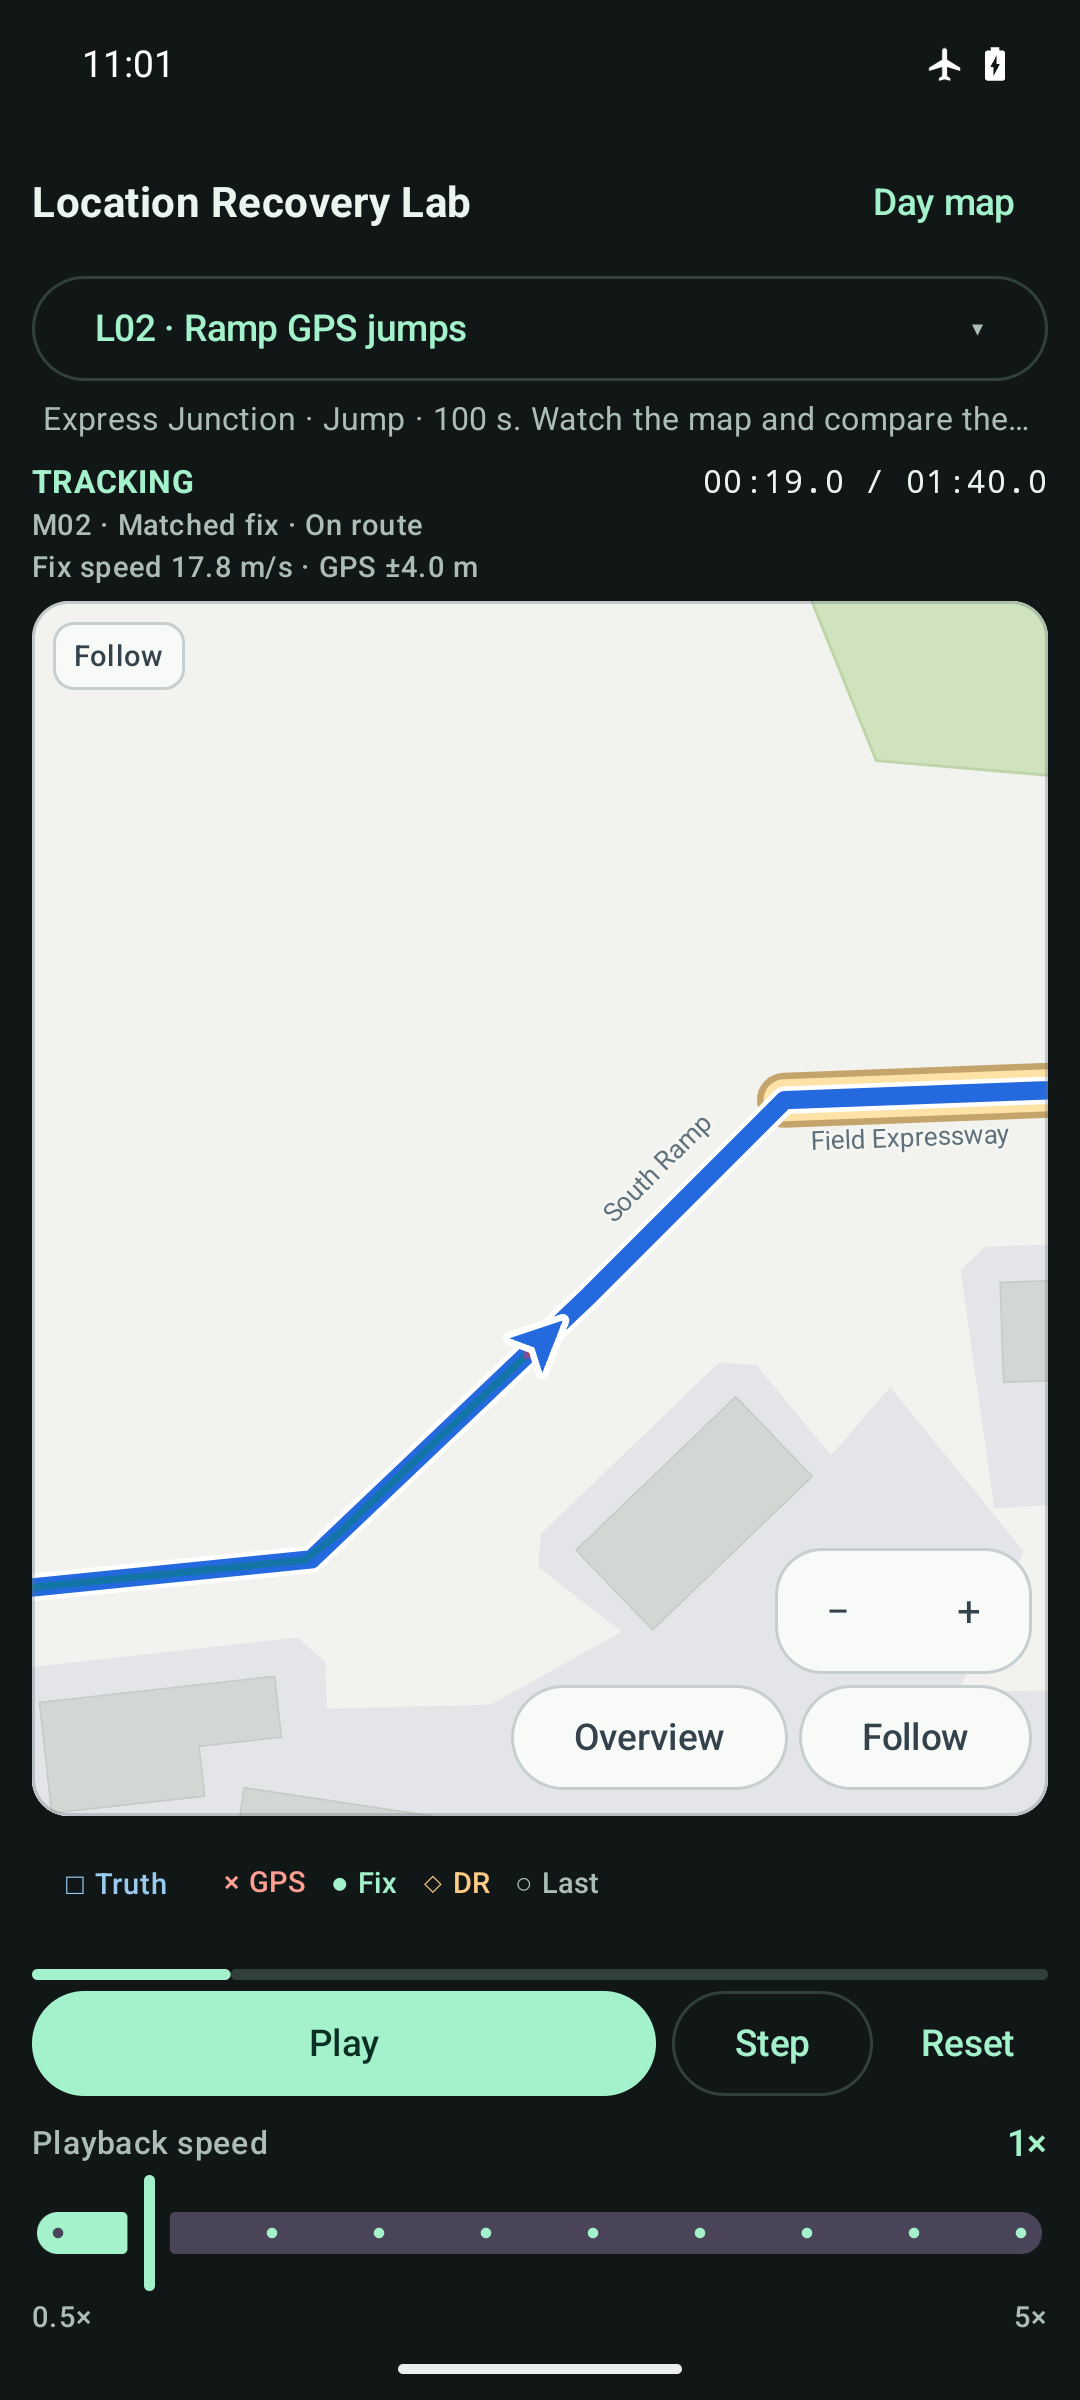 11:01
Location Recovery Lab
Day map
L02 · Ramp GPS jumps
Express Junction · Jump · 100 s. Watch the map and compare the…
TRACKING
00:19.0 / 01:40.0
M02 · Matched fix · On route
Fix speed 17.8 m/s · GPS ±4.0 m
Follow
South Ramp
Field Expressway
− +
Overview
Follow
□ Truth × GPS ● Fix ◇ DR ○ Last
Play
Step
Reset
Playback speed
1×
0.5×
5×